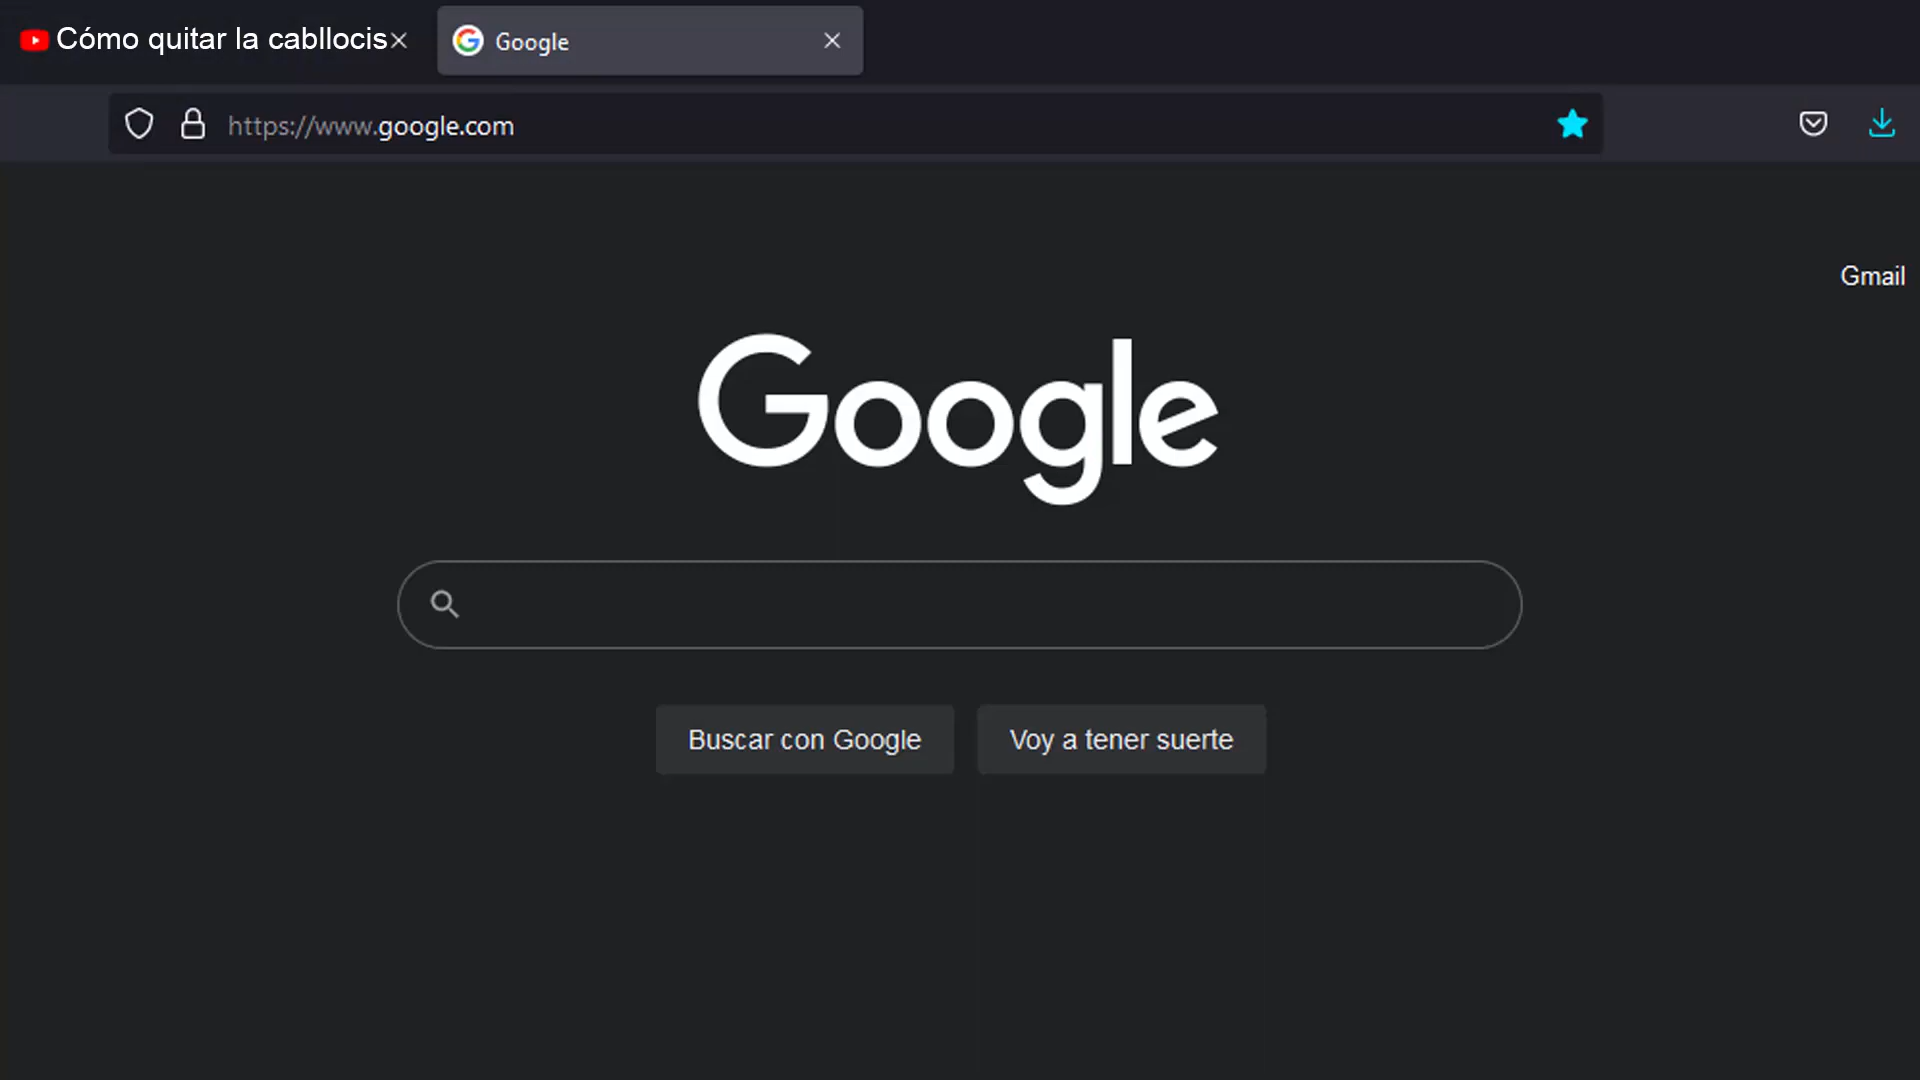 Cómo quitar la cabllocis
Google
https://www.google.com
Gmail
Google
Buscar con Google
Voy a tener suerte